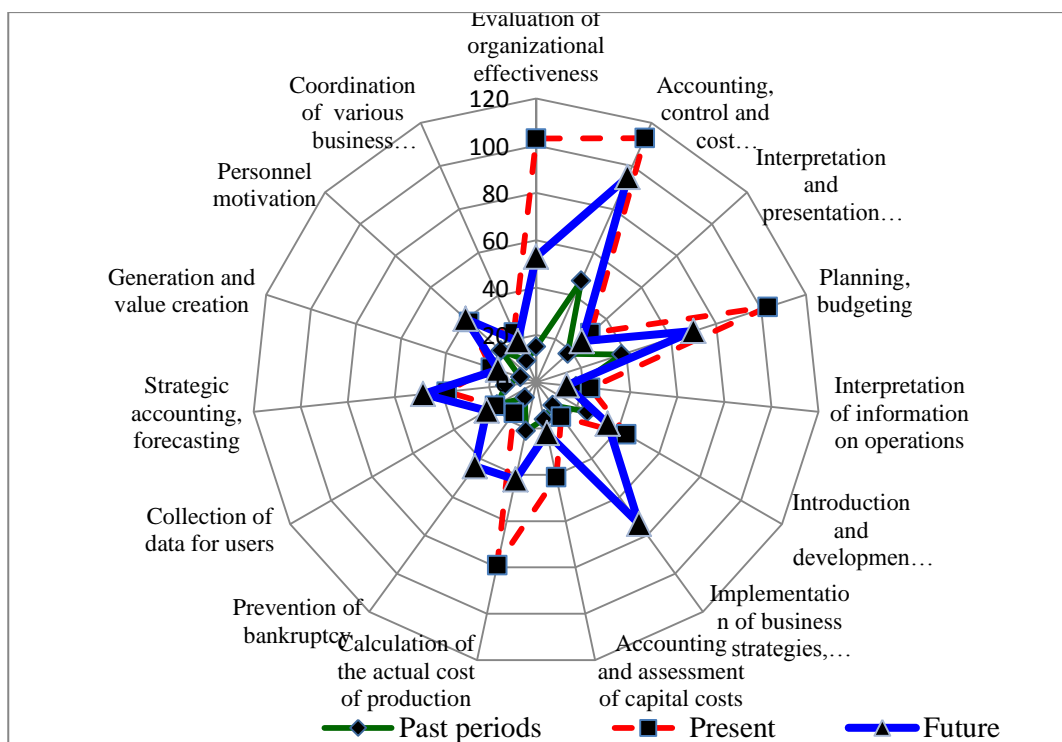 Evaluation of
organizational
effectiveness
Accounting,
control and
cost…
Interpretation
and
presentation…
Planning,
budgeting
Interpretation
of information
on operations
Introduction
and
developmen…
Implementatio
n of business
strategies,…
Accounting
and assessment
of capital costs
Calculation of
the actual cost
of production
Prevention of
bankruptcy
Collection of
data for users
Strategic
accounting,
forecasting
Generation and
value creation
Personnel
motivation
Coordination
of various
business…
120
100
80
60
40
20
Past periods
Present
Future